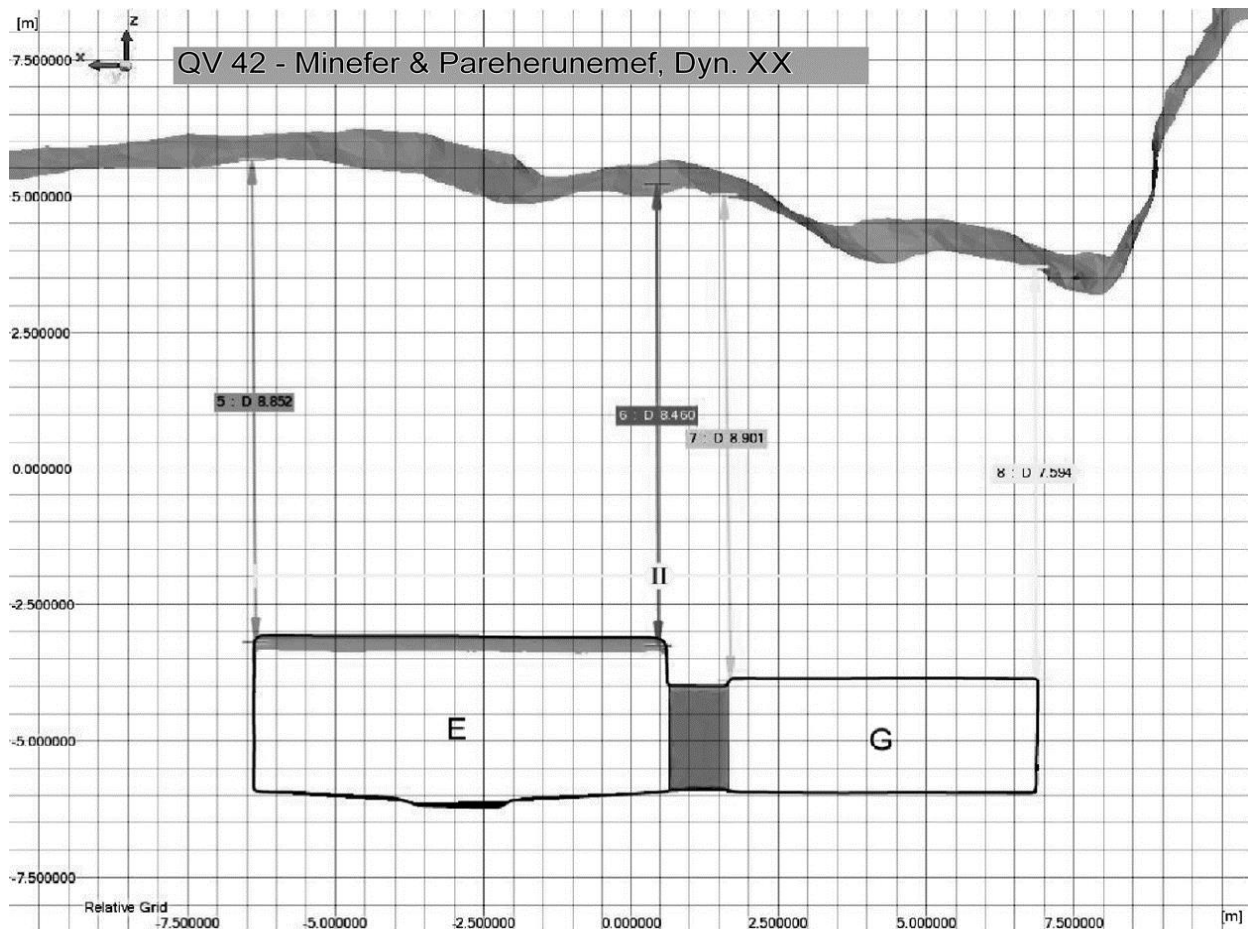 [m]
z
x
y
QV 42 - Minefer & Pareherunemef, Dyn. XX
7.500000
5.000000
2.500000
5 : D 8.852
6 : D 8.460
7 : D 8.901
0.000000
8 : D 7.594
II
-2.500000
E
G
-5.000000
-7.500000
Relative Grid
-7.500000 -5.000000 -2.500000 0.000000 2.500000 5.000000 7.500000 [m]